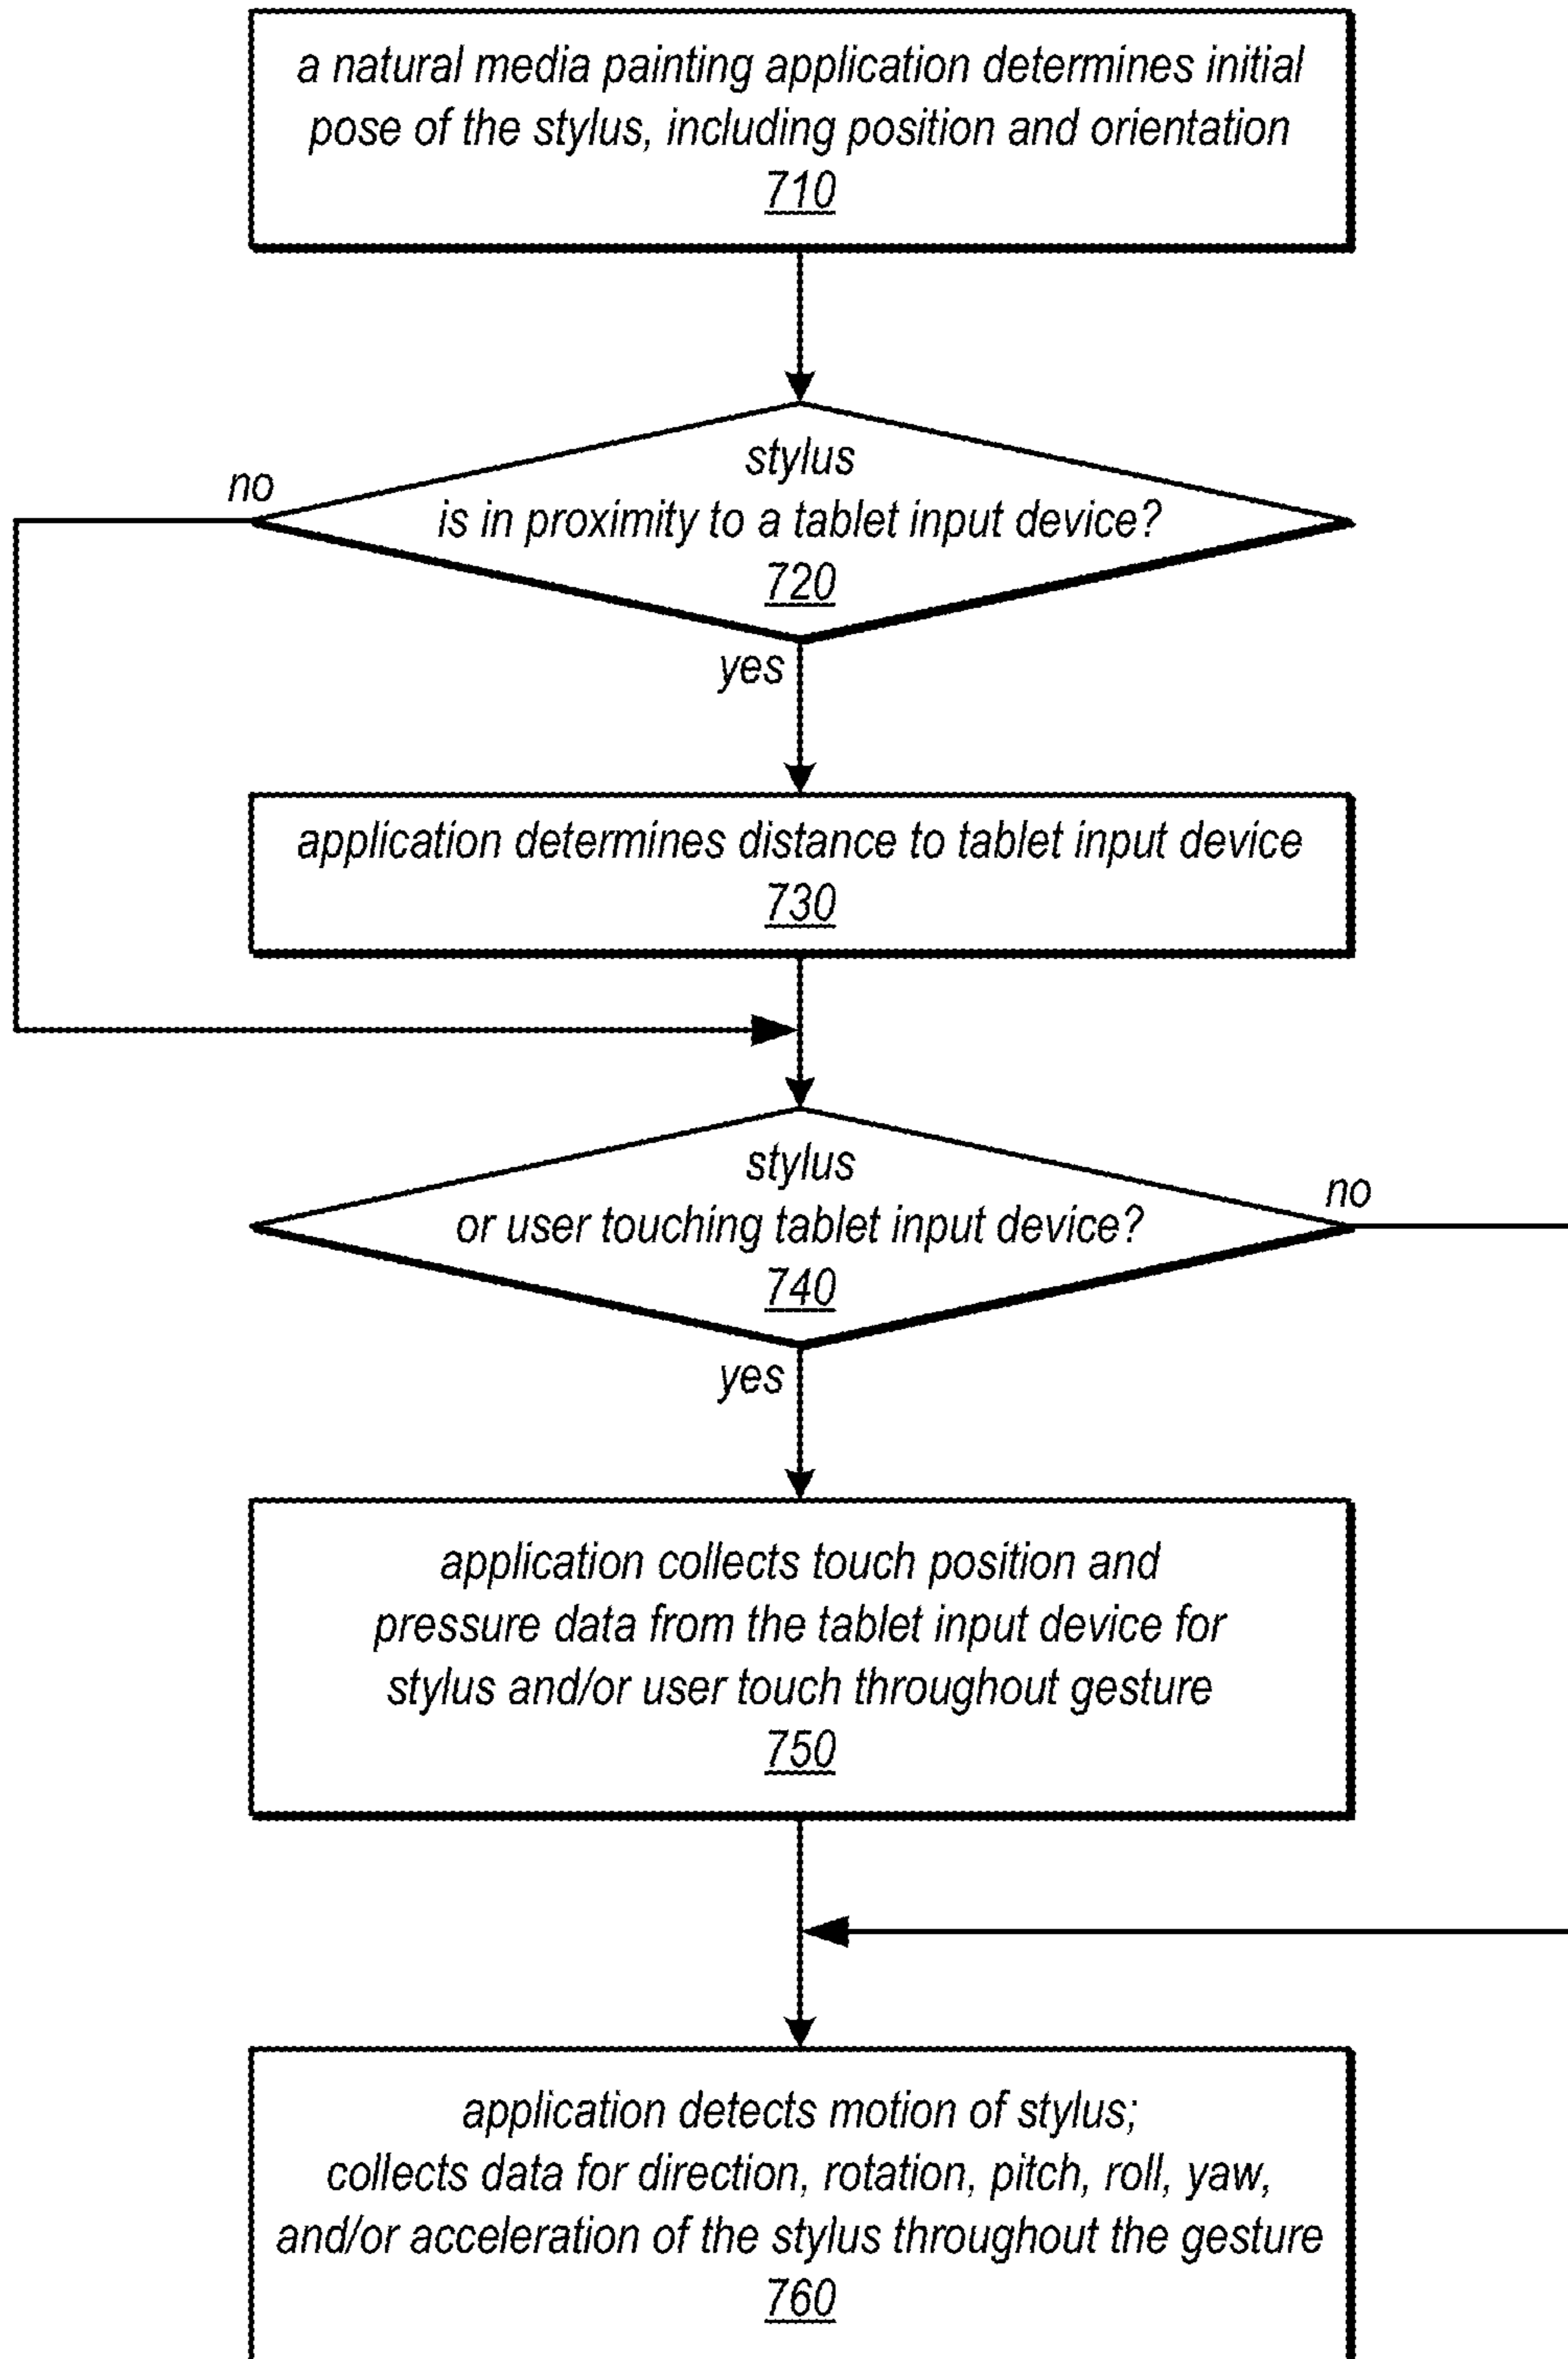 a natural media painting application determines initial
pose of the stylus, including position and orientation
710
stylus
no
is in proximity to a tablet input device?
720
yes
application determines distance to tablet input device
730
stylus
no
or user touching tablet input device?
740
yes
application collects touch position and
pressure data from the tablet input device for
stylus and/or user touch throughout gesture
750
application detects motion of stylus;
collects data for direction, rotation, pitch, roll, yaw,
and/or acceleration of the stylus throughout the gesture
760